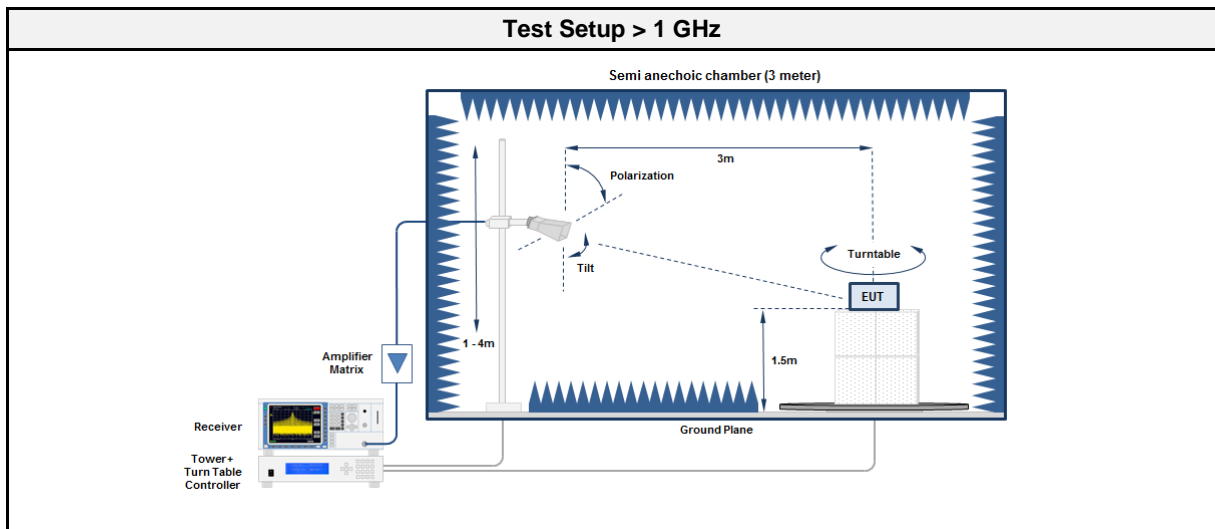 Test Setup > 1 GHz
Semi anechoic chamber (3 meter)
3m
Polarization
Turntable
Tilt
EUT
1 - 4m
1.5m
Amplifier
Matrix
Receiver
Ground Plane
Tower+
Turn Table
Controller